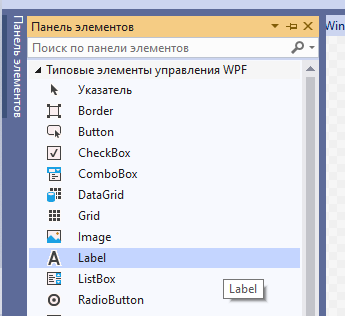 Панель элементов
Панель элементов
Win
Поиск по панели элементов
Типовые элементы управления WPF
Указатель
Border
Button
CheckBox
ComboBox
DataGrid
Grid
Image
Label
ListBox
Label
RadioButton